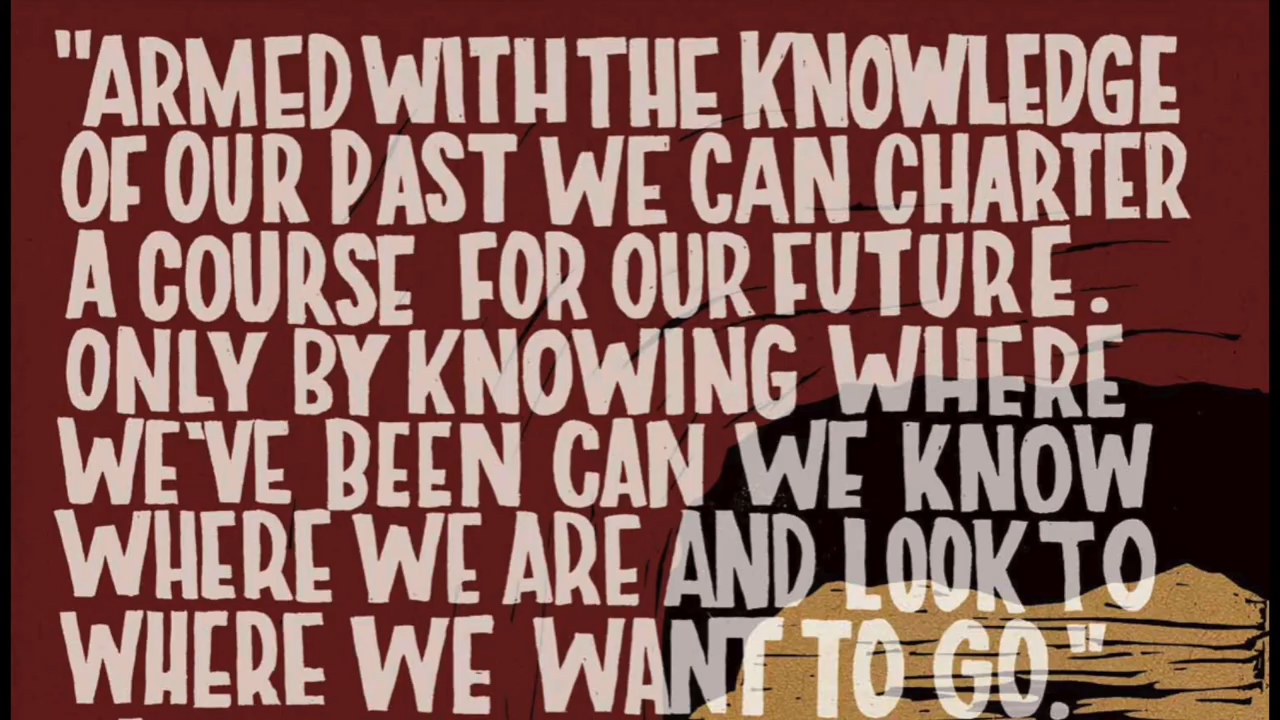 "ARMED WITH THE KNOWLEDGE
OF OUR PAST WE CAN CHARTER
A COURSE FOR OUR FUTURE.
ONLY BY KNOWING WHERE
WE'VE BEEN CAN WE KNOW
WHERE WE ARE AND LOOK TO
WHERE WE WANT TO GO."